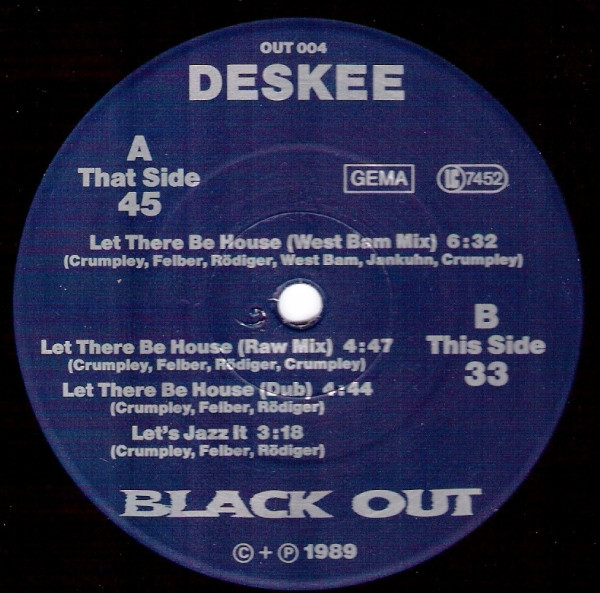 OUT 004
DESKEE
A
That Side
45
GEMA
LC 7452
Let There Be House (West Bam Mix) 6:32
(Crumpley, Felber, Rödiger, West Bam, Jankuhn, Crumpley)
B
This Side
33
Let There Be House (Raw Mix) 4:47
(Crumpley, Felber, Rödiger, Crumpley)
Let There Be House (Dub) 4:44
(Crumpley, Felber, Rödiger)
Let's Jazz It 3:18
(Crumpley, Felber, Rödiger)
BLACK OUT
© + ℗ 1989